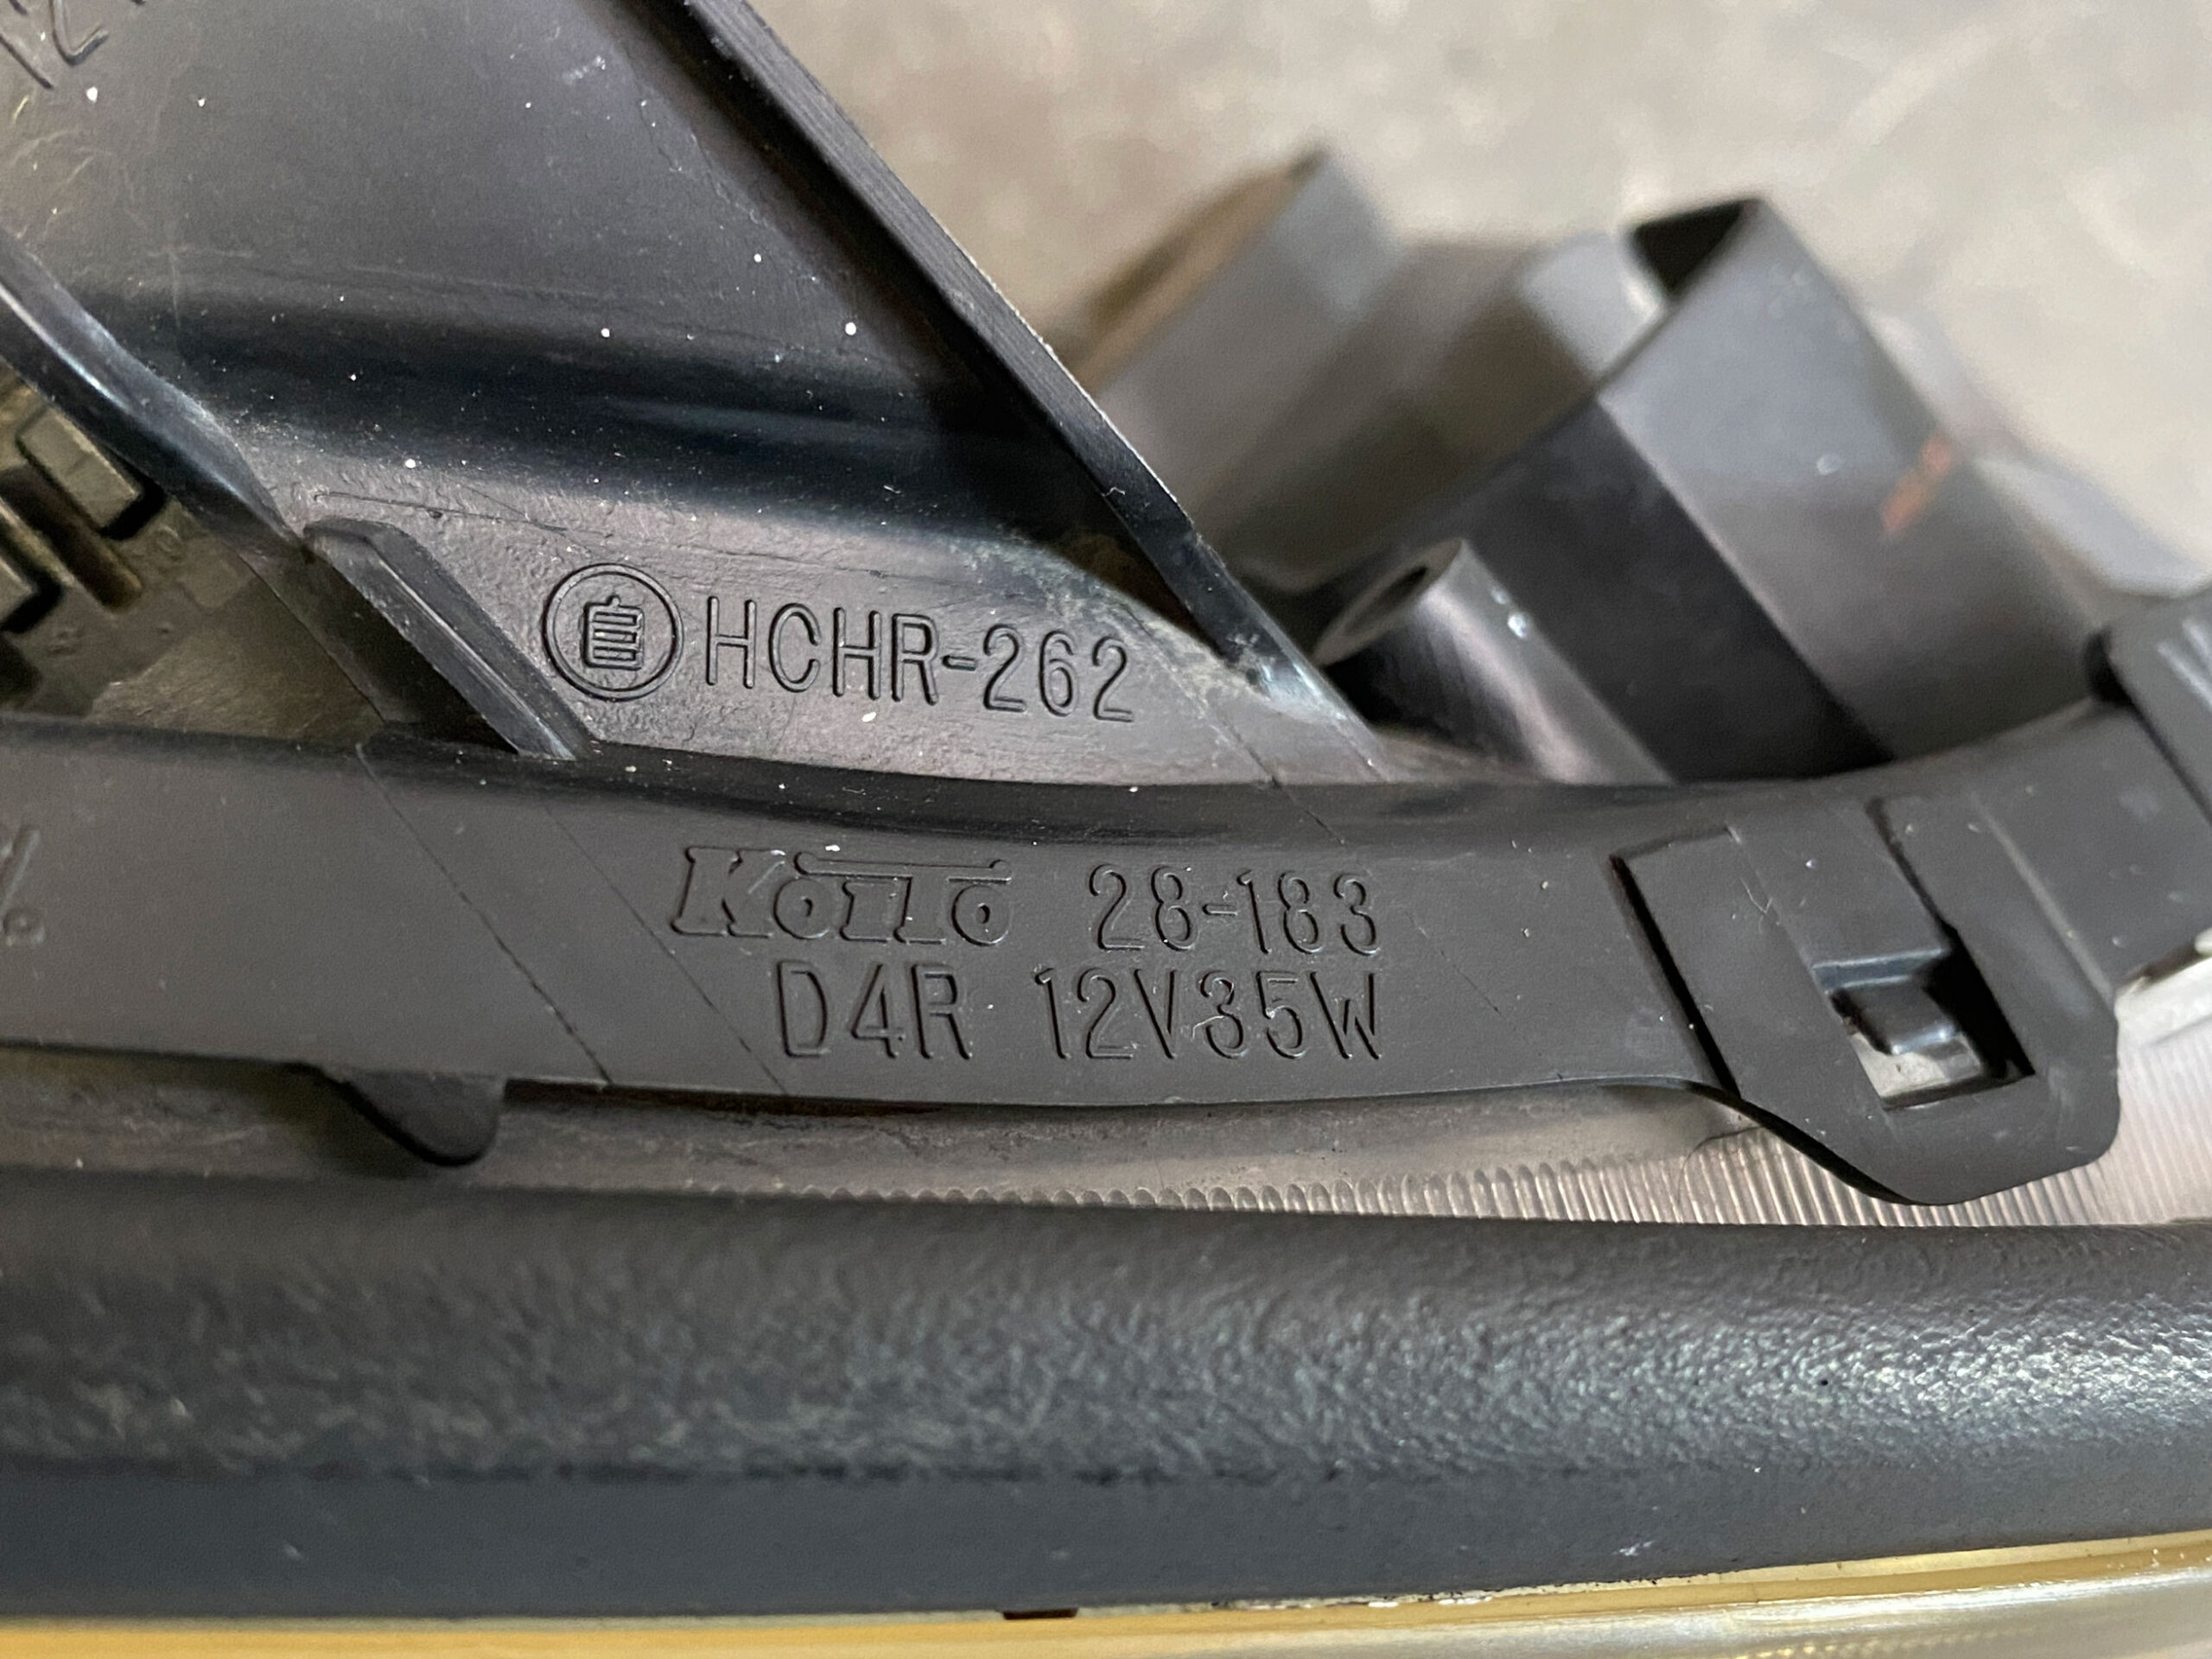 自 HCHR-262
KOITO 28-183
D4R 12V35W